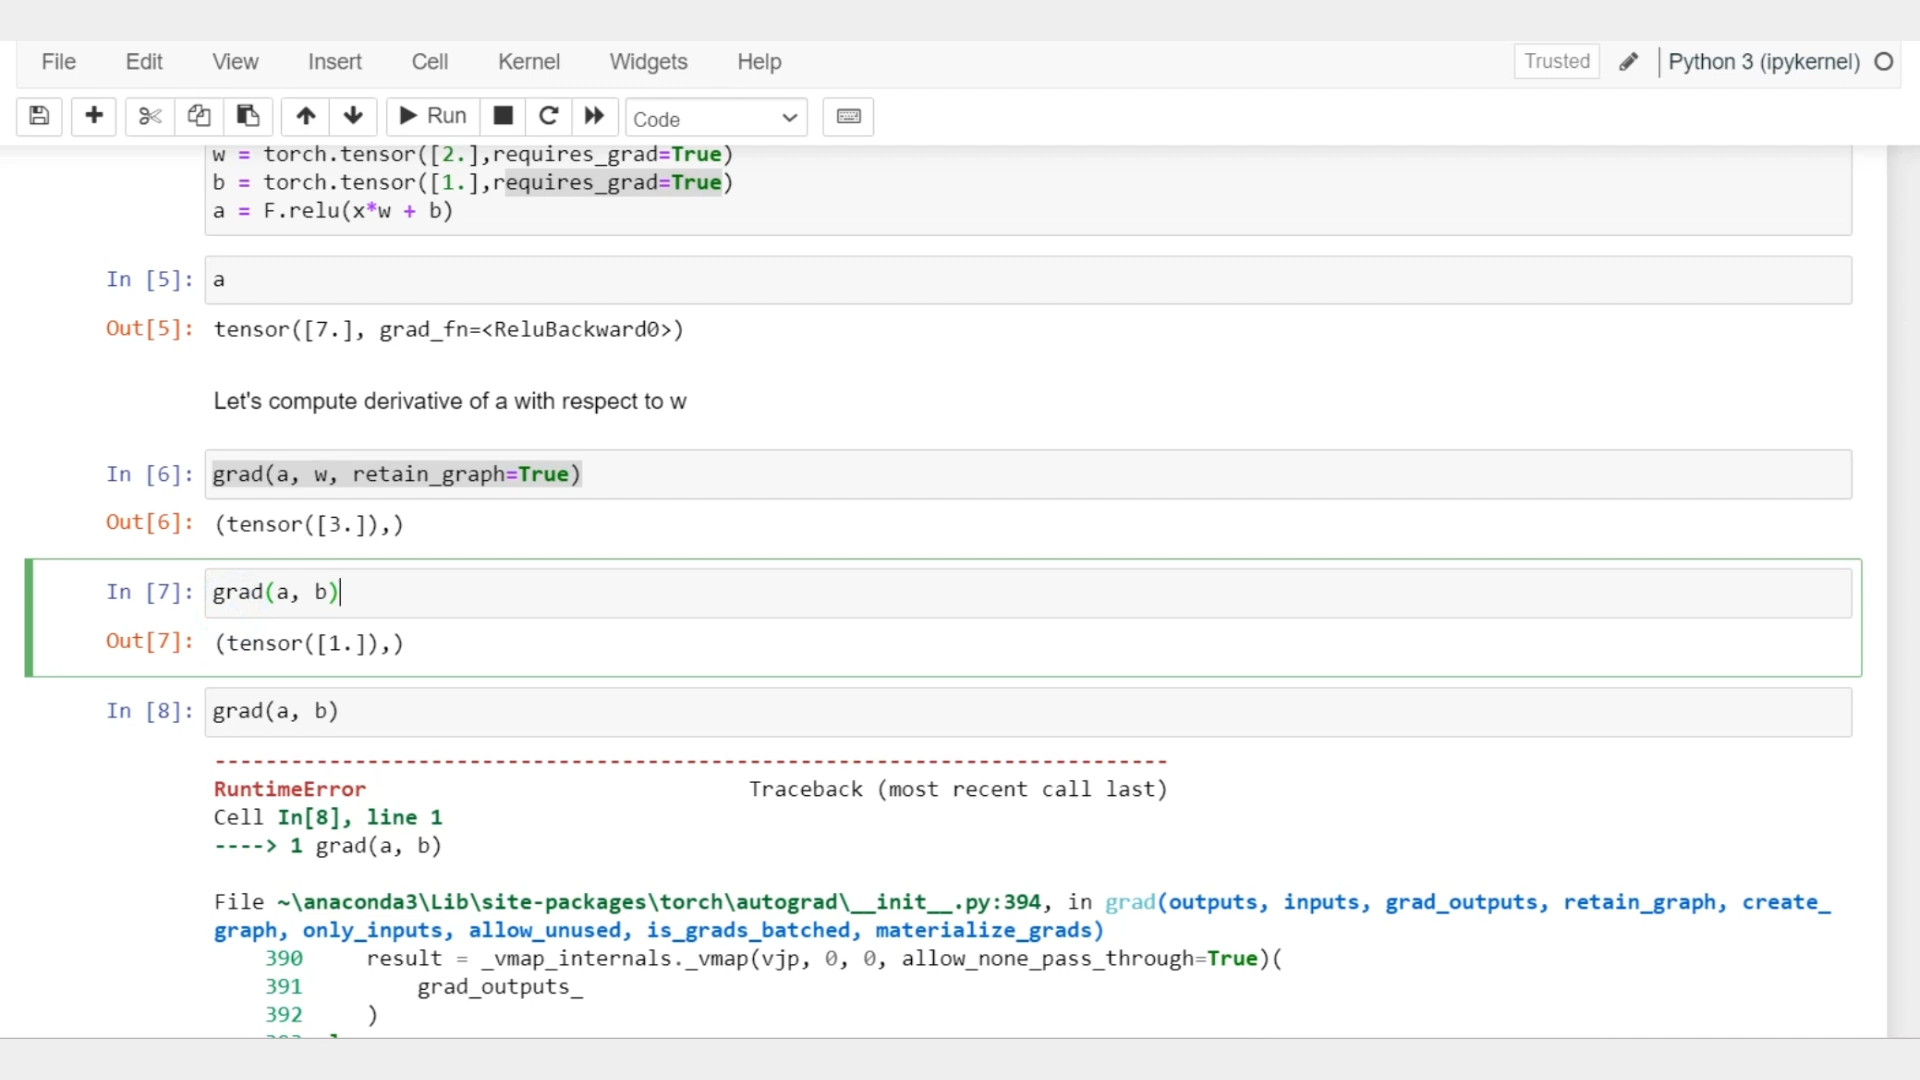 File Edit View Insert Cell Kernel Widgets Help Trusted Python 3 (ipykernel)
Run Code
w = torch.tensor([2.],requires_grad=True)
b = torch.tensor([1.],requires_grad=True)
a = F.relu(x*w + b)
In [5]: a
Out[5]: tensor([7.], grad_fn=<ReluBackward0>)
Let's compute derivative of a with respect to w
In [6]: grad(a, w, retain_graph=True)
Out[6]: (tensor([3.]),)
In [7]: grad(a, b)
Out[7]: (tensor([1.]),)
In [8]: grad(a, b)
---------------------------------------------------------------------------
RuntimeError Traceback (most recent call last)
Cell In[8], line 1
----> 1 grad(a, b)
File ~\anaconda3\Lib\site-packages\torch\autograd\__init__.py:394, in grad(outputs, inputs, grad_outputs, retain_graph, create_
graph, only_inputs, allow_unused, is_grads_batched, materialize_grads)
390 result = _vmap_internals._vmap(vjp, 0, 0, allow_none_pass_through=True)(
391 grad_outputs_
392 )